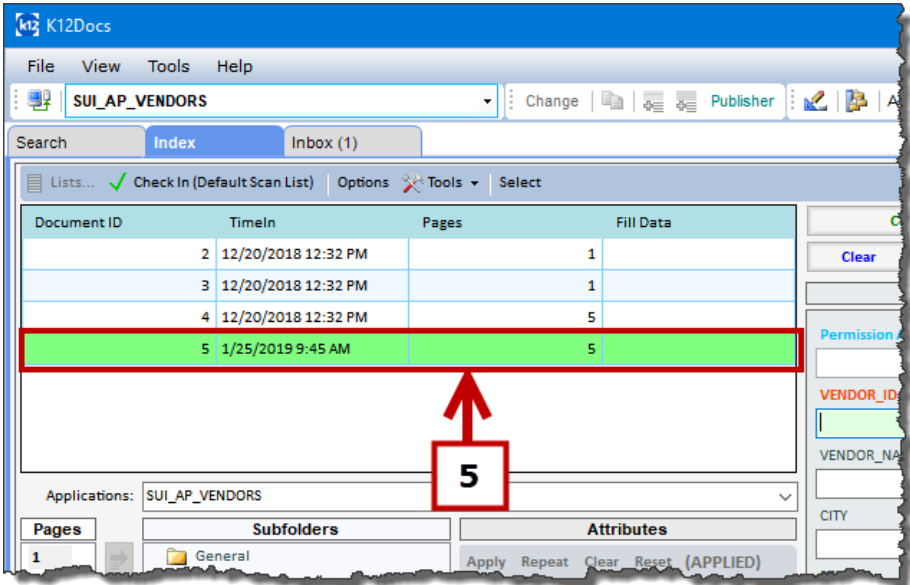 k12 K12Docs
File View Tools Help
SUI_AP_VENDORS Change Publisher
Search Index Inbox (1)
Lists... Check In (Default Scan List) Options Tools Select
Document ID TimeIn Pages Fill Data
2 12/20/2018 12:32 PM 1
Clear
3 12/20/2018 12:32 PM 1
4 12/20/2018 12:32 PM 5
Permission
5 1/25/2019 9:45 AM 5
VENDOR_ID
VENDOR_NA
5
Applications: SUI_AP_VENDORS
CITY
Pages Subfolders Attributes
1 General Apply Repeat Clear Reset (APPLIED)